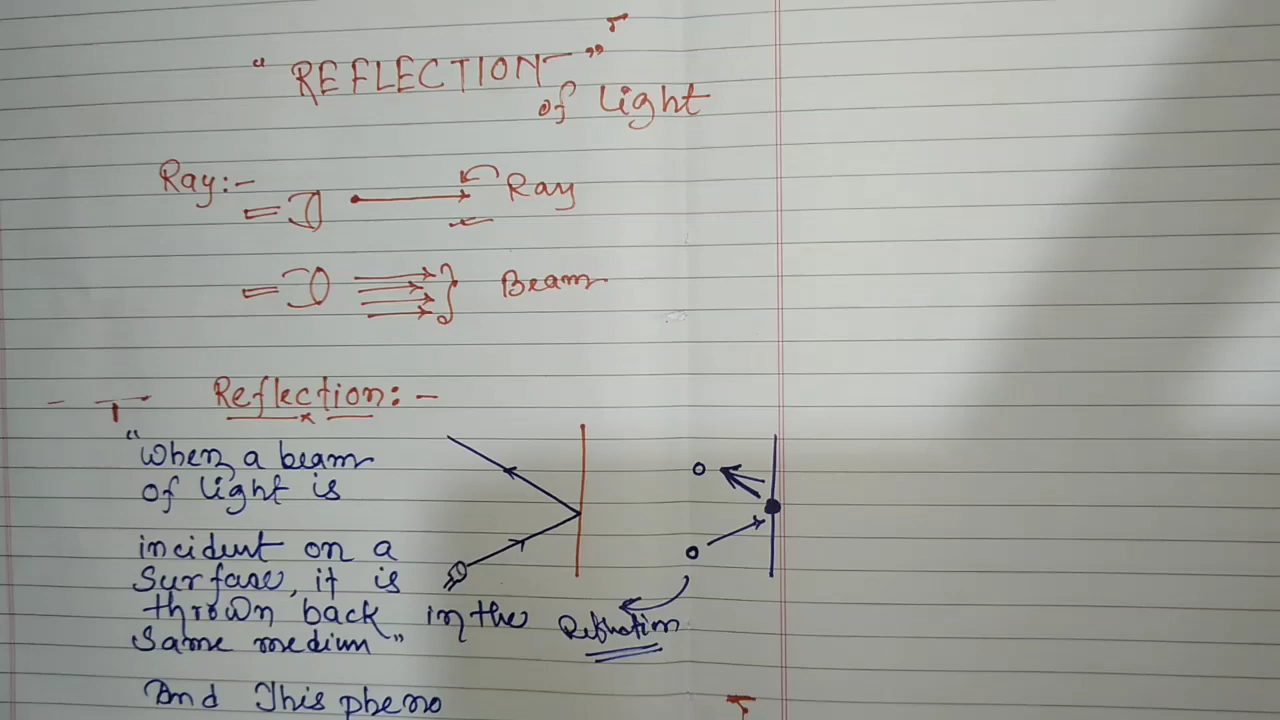 "REFLECTION"
of light
Ray:-
Ray
Beam
Reflection:-
"When a beam
of light is
incident on a
Surface, it is
thrown back in the
Same medium"
And This pheno